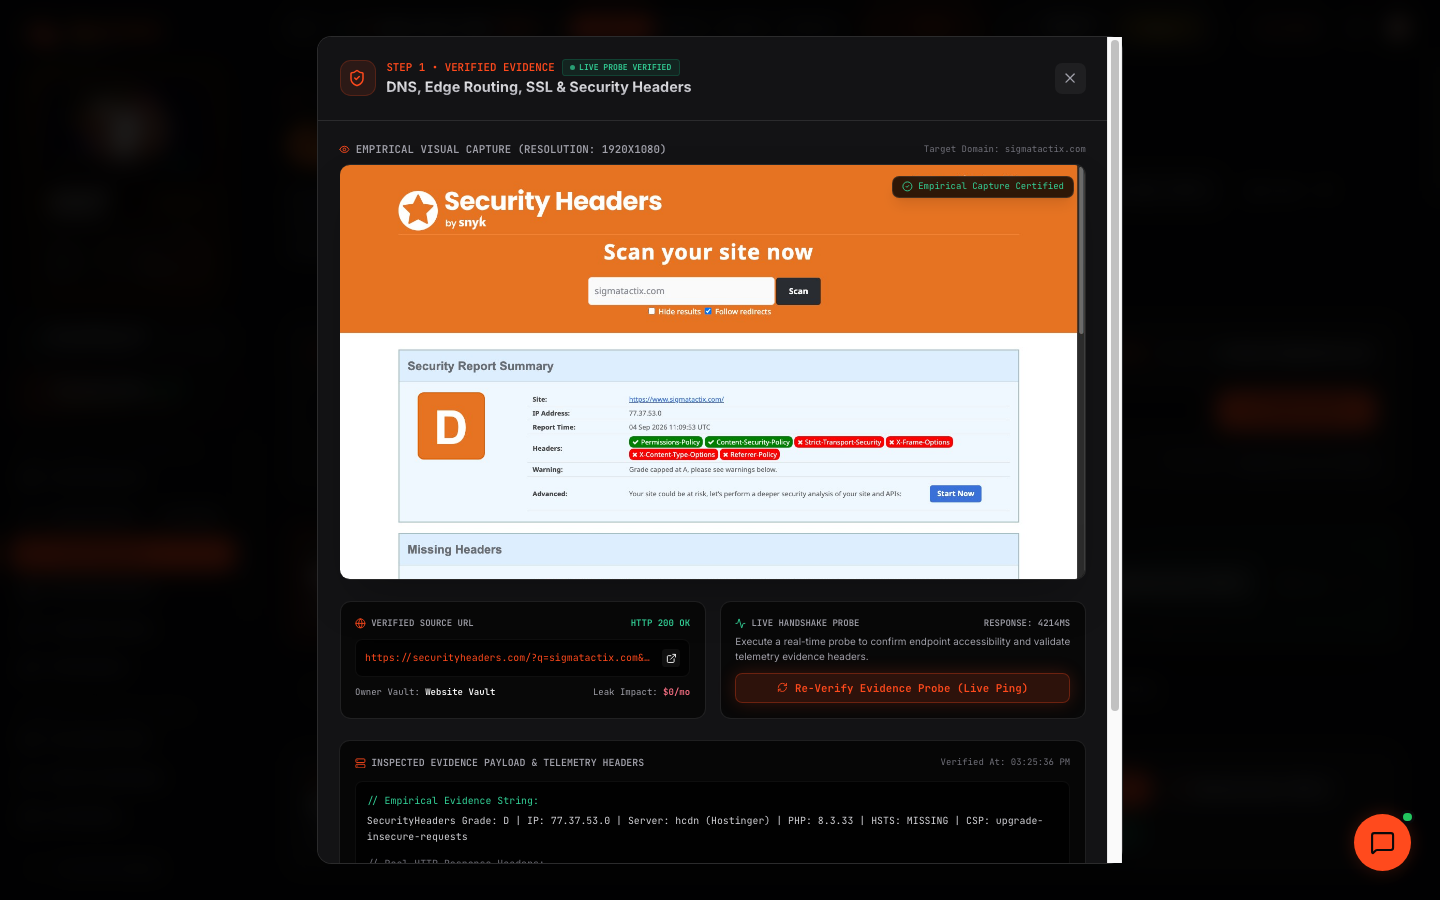 STEP 1 • VERIFIED EVIDENCE
LIVE PROBE VERIFIED
DNS, Edge Routing, SSL & Security Headers
EMPIRICAL VISUAL CAPTURE (RESOLUTION: 1920X1080)
Target Domain: sigmatactix.com
Empirical Capture Certified
Security Headers
by snyk
Scan your site now
sigmatactix.com
Scan
Hide results
Follow redirects
Security Report Summary
D
Site: https://www.sigmatactix.com/
IP Address: 77.37.53.0
Report Time: 04 Sep 2026 11:09:53 UTC
Headers: Permissions-Policy Content-Security-Policy Strict-Transport-Security X-Frame-Options
X-Content-Type-Options Referrer-Policy
Warning: Grade capped at A, please see warnings below.
Advanced: Your site could be at risk, let's perform a deeper security analysis of your site and APIs:
Start Now
Missing Headers
VERIFIED SOURCE URL
HTTP 200 OK
https://securityheaders.com/?q=sigmatactix.com&…
Owner Vault: Website Vault
Leak Impact: $0/mo
LIVE HANDSHAKE PROBE
RESPONSE: 4214MS
Execute a real-time probe to confirm endpoint accessibility and validate
telemetry evidence headers.
Re-Verify Evidence Probe (Live Ping)
INSPECTED EVIDENCE PAYLOAD & TELEMETRY HEADERS
Verified At: 03:25:36 PM
// Empirical Evidence String:
SecurityHeaders Grade: D | IP: 77.37.53.0 | Server: hcdn (Hostinger) | PHP: 8.3.33 | HSTS: MISSING | CSP: upgrade-
insecure-requests
// Real HTTP Response Headers: